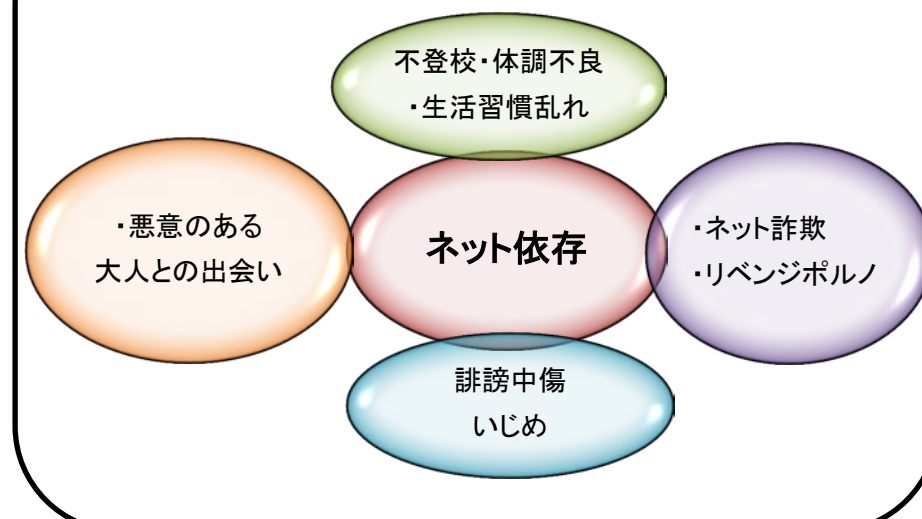 不登校・体調不良
・生活習慣乱れ
・悪意のある
大人との出会い
ネット依存
・ネット詐欺
・リベンジポルノ
誹謗中傷
いじめ